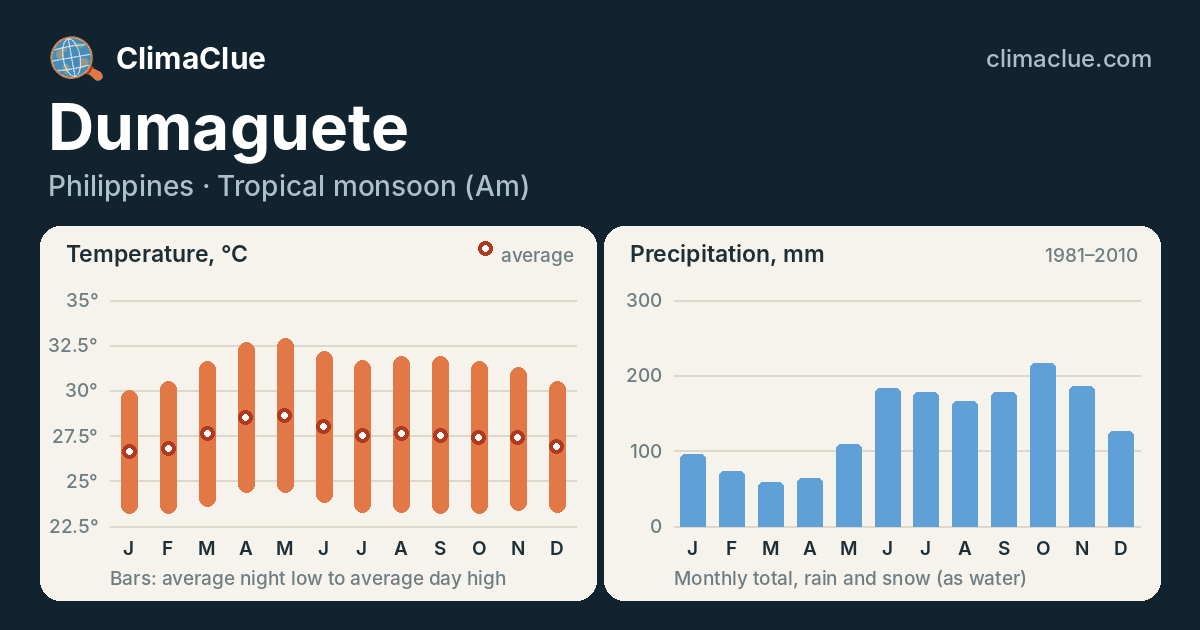 ClimaClue
climaclue.com
Dumaguete
Philippines · Tropical monsoon (Am)
Temperature, °C
average
35°
32.5°
30°
27.5°
25°
22.5°
J F M A M J J A S O N D
Bars: average night low to average day high
Precipitation, mm
1981–2010
300
200
100
0
J F M A M J J A S O N D
Monthly total, rain and snow (as water)